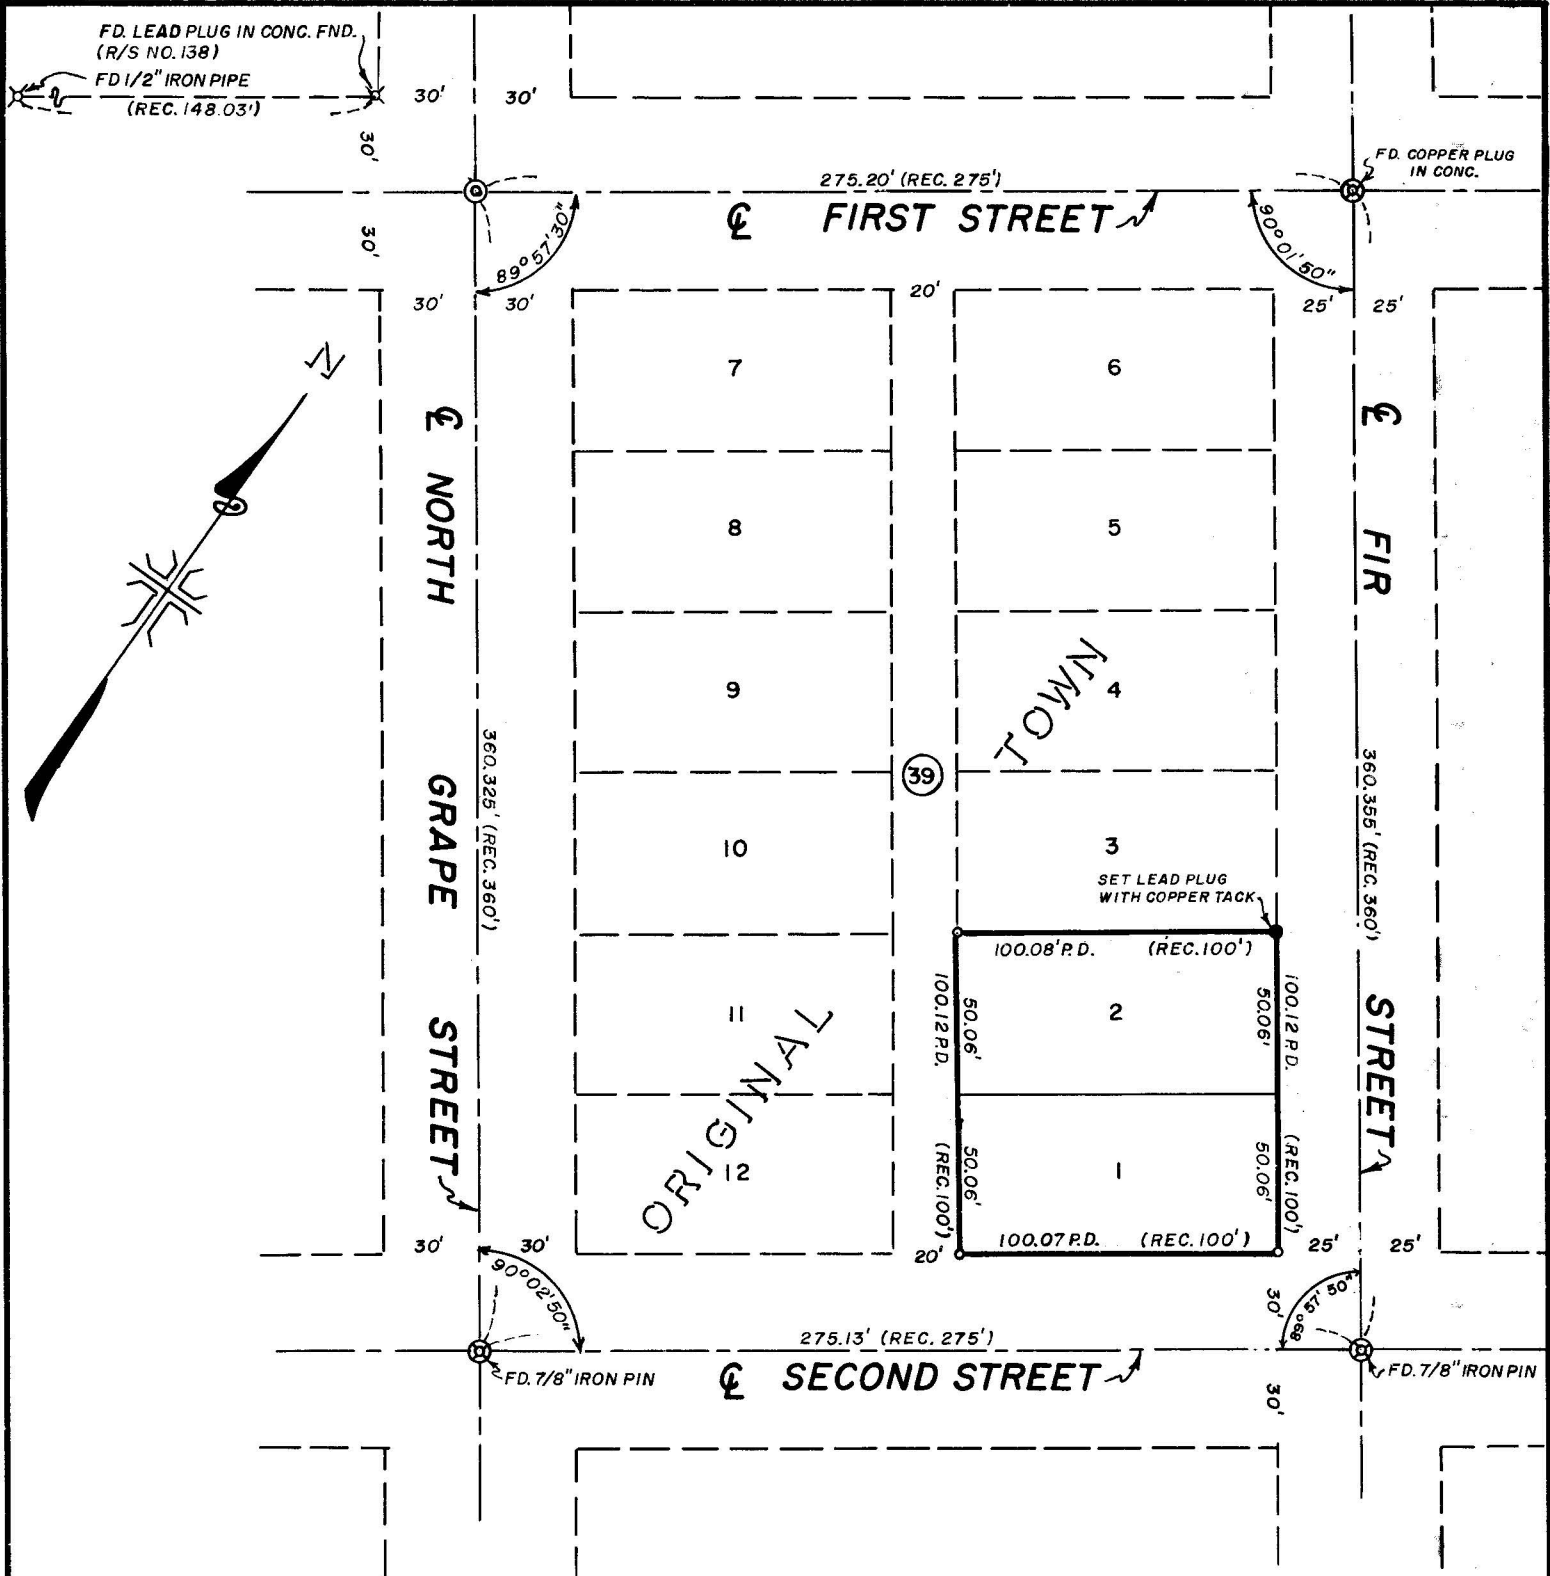 FD. LEAD PLUG IN CONC. FND.
(R/S NO. 138)
FD 1/2" IRON PIPE
(REC. 148.03')
30' 30'
30'
FD. COPPER PLUG
IN CONC.
275.20' (REC. 275')
℄ FIRST STREET
30'
89°57'30"
90°01'50"
30' 30'
20'
25' 25'
N
7
6
℄ NORTH GRAPE STREET
℄ FIR STREET
8
5
9
4
TOWN
360.325' (REC. 360')
360.355' (REC. 360')
39
10
3
SET LEAD PLUG
WITH COPPER TACK
100.08' P.D. (REC. 100')
11
2
100.12 P.D. (REC. 100')
50.06'
50.06'
100.12 P.D. (REC. 100')
ORIGINAL
12
1
50.06'
50.06'
30' 30'
20'
100.07 P.D. (REC. 100')
25' 25'
90°02'50"
30'
89°57'50"
275.13' (REC. 275')
FD. 7/8" IRON PIN
℄ SECOND STREET
FD. 7/8" IRON PIN
30'